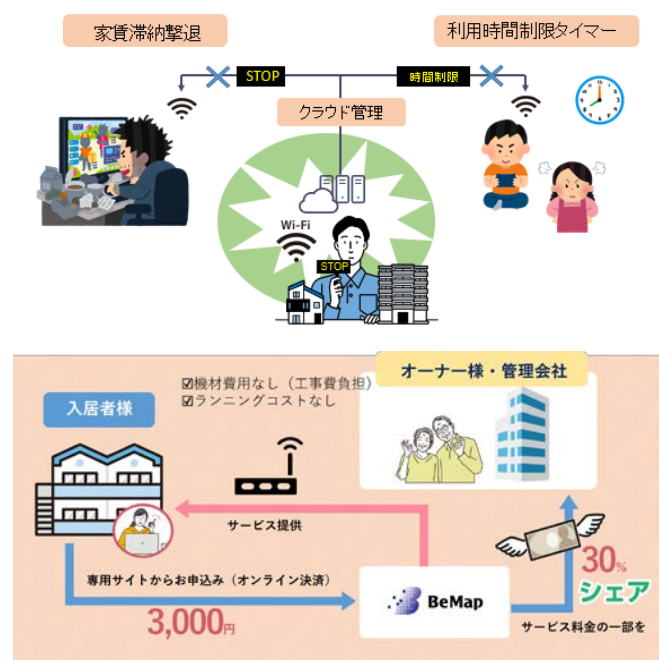 家賃滞納撃退
利用時間制限タイマー
STOP
時間制限
クラウド管理
Wi-Fi
STOP
オーナー様・管理会社
☑機材費用なし（工事費負担）
☑ランニングコストなし
入居者様
サービス提供
専用サイトからお申込み（オンライン決済）
3,000円
BeMap
30%
シェア
サービス料金の一部を